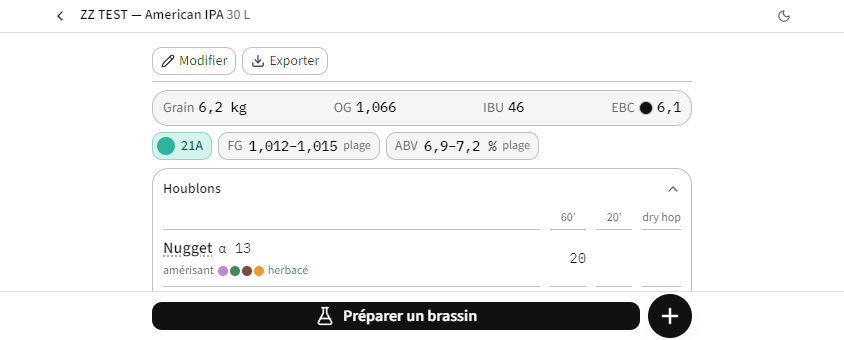 ZZ TEST — American IPA 30 L
Modifier Exporter
Grain 6,2 kg OG 1,066 IBU 46 EBC 6,1
21A FG 1,012–1,015 plage ABV 6,9–7,2 % plage
Houblons
60' 20' dry hop
Nugget α 13
20
amérisant herbacé
Préparer un brassin